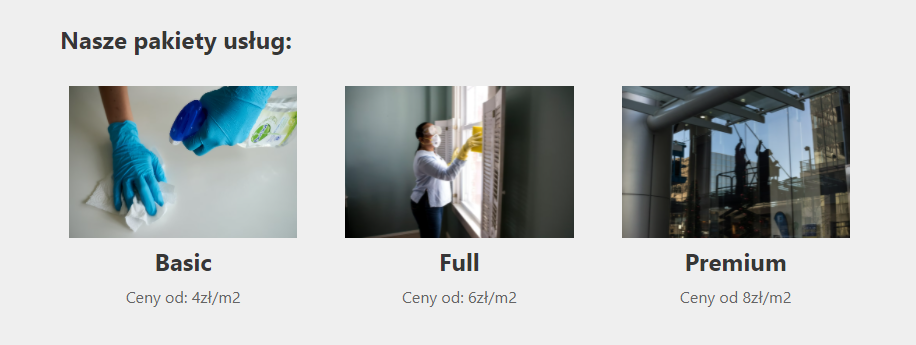 Nasze pakiety usług:
Basic
Full
Premium
Ceny od: 4zł/m2
Ceny od: 6zł/m2
Ceny od 8zł/m2